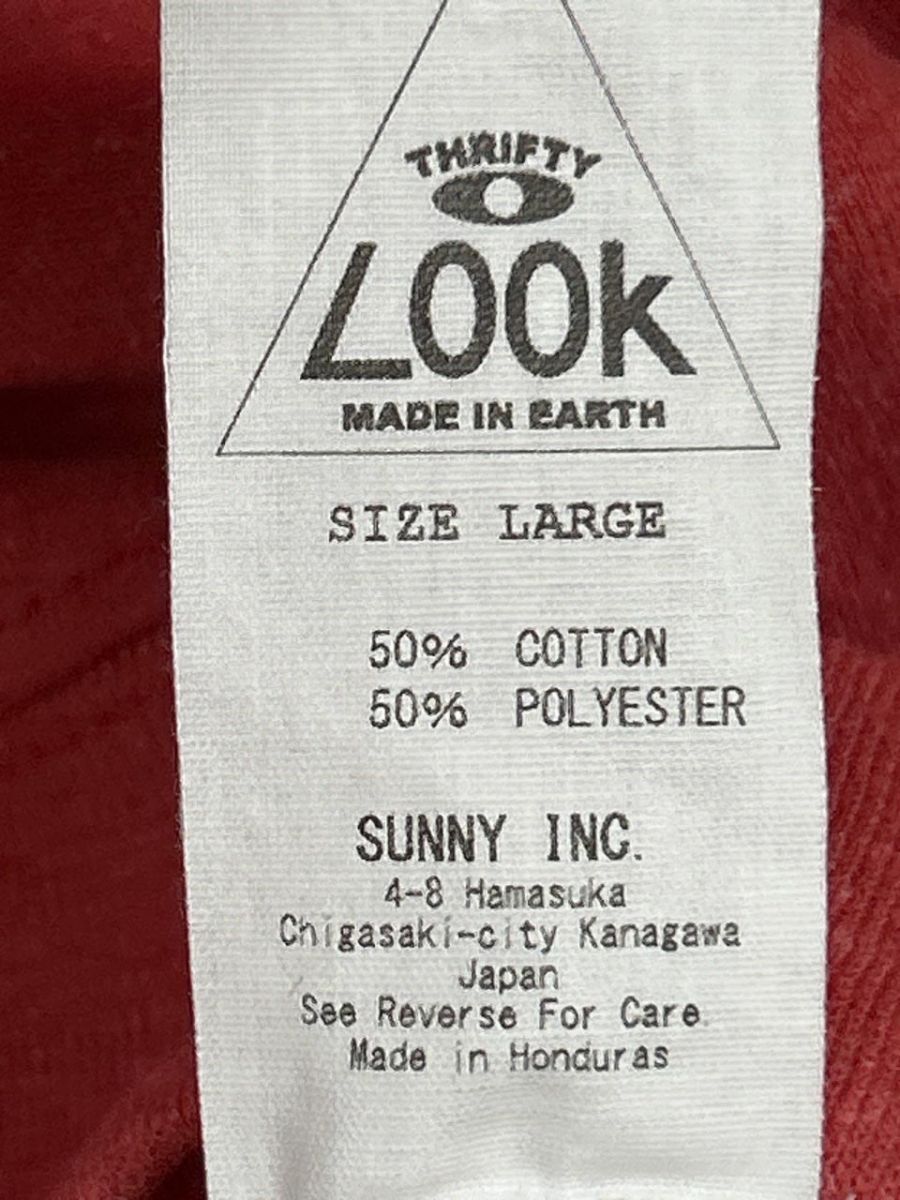 THRIFTY
LOOk
MADE IN EARTH
SIZE LARGE
50% COTTON
50% POLYESTER
SUNNY INC.
4-8 Hamasuka
Chigasaki-city Kanagawa
Japan
See Reverse For Care
Made in Honduras